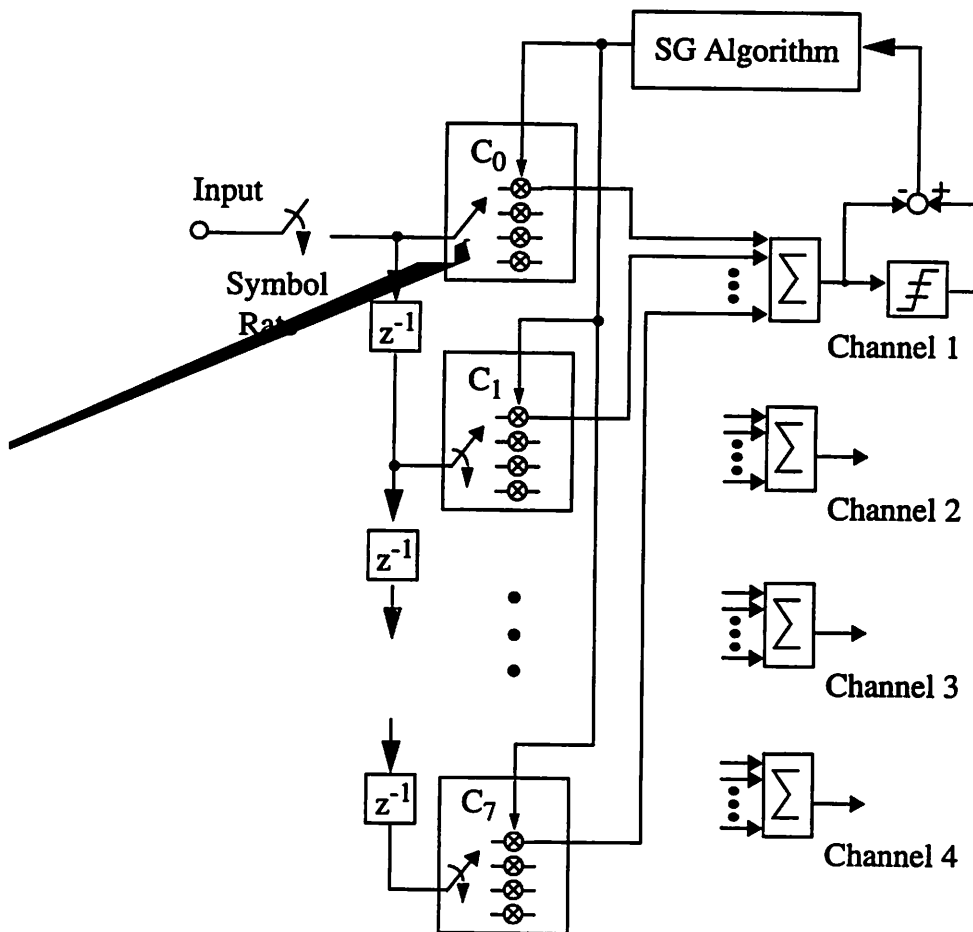 SG Algorithm
C0
Input
Symbol
Σ
z-1
Channel 1
C1
Σ
Channel 2
z-1
Σ
Channel 3
z-1
C7
Σ
Channel 4
- +